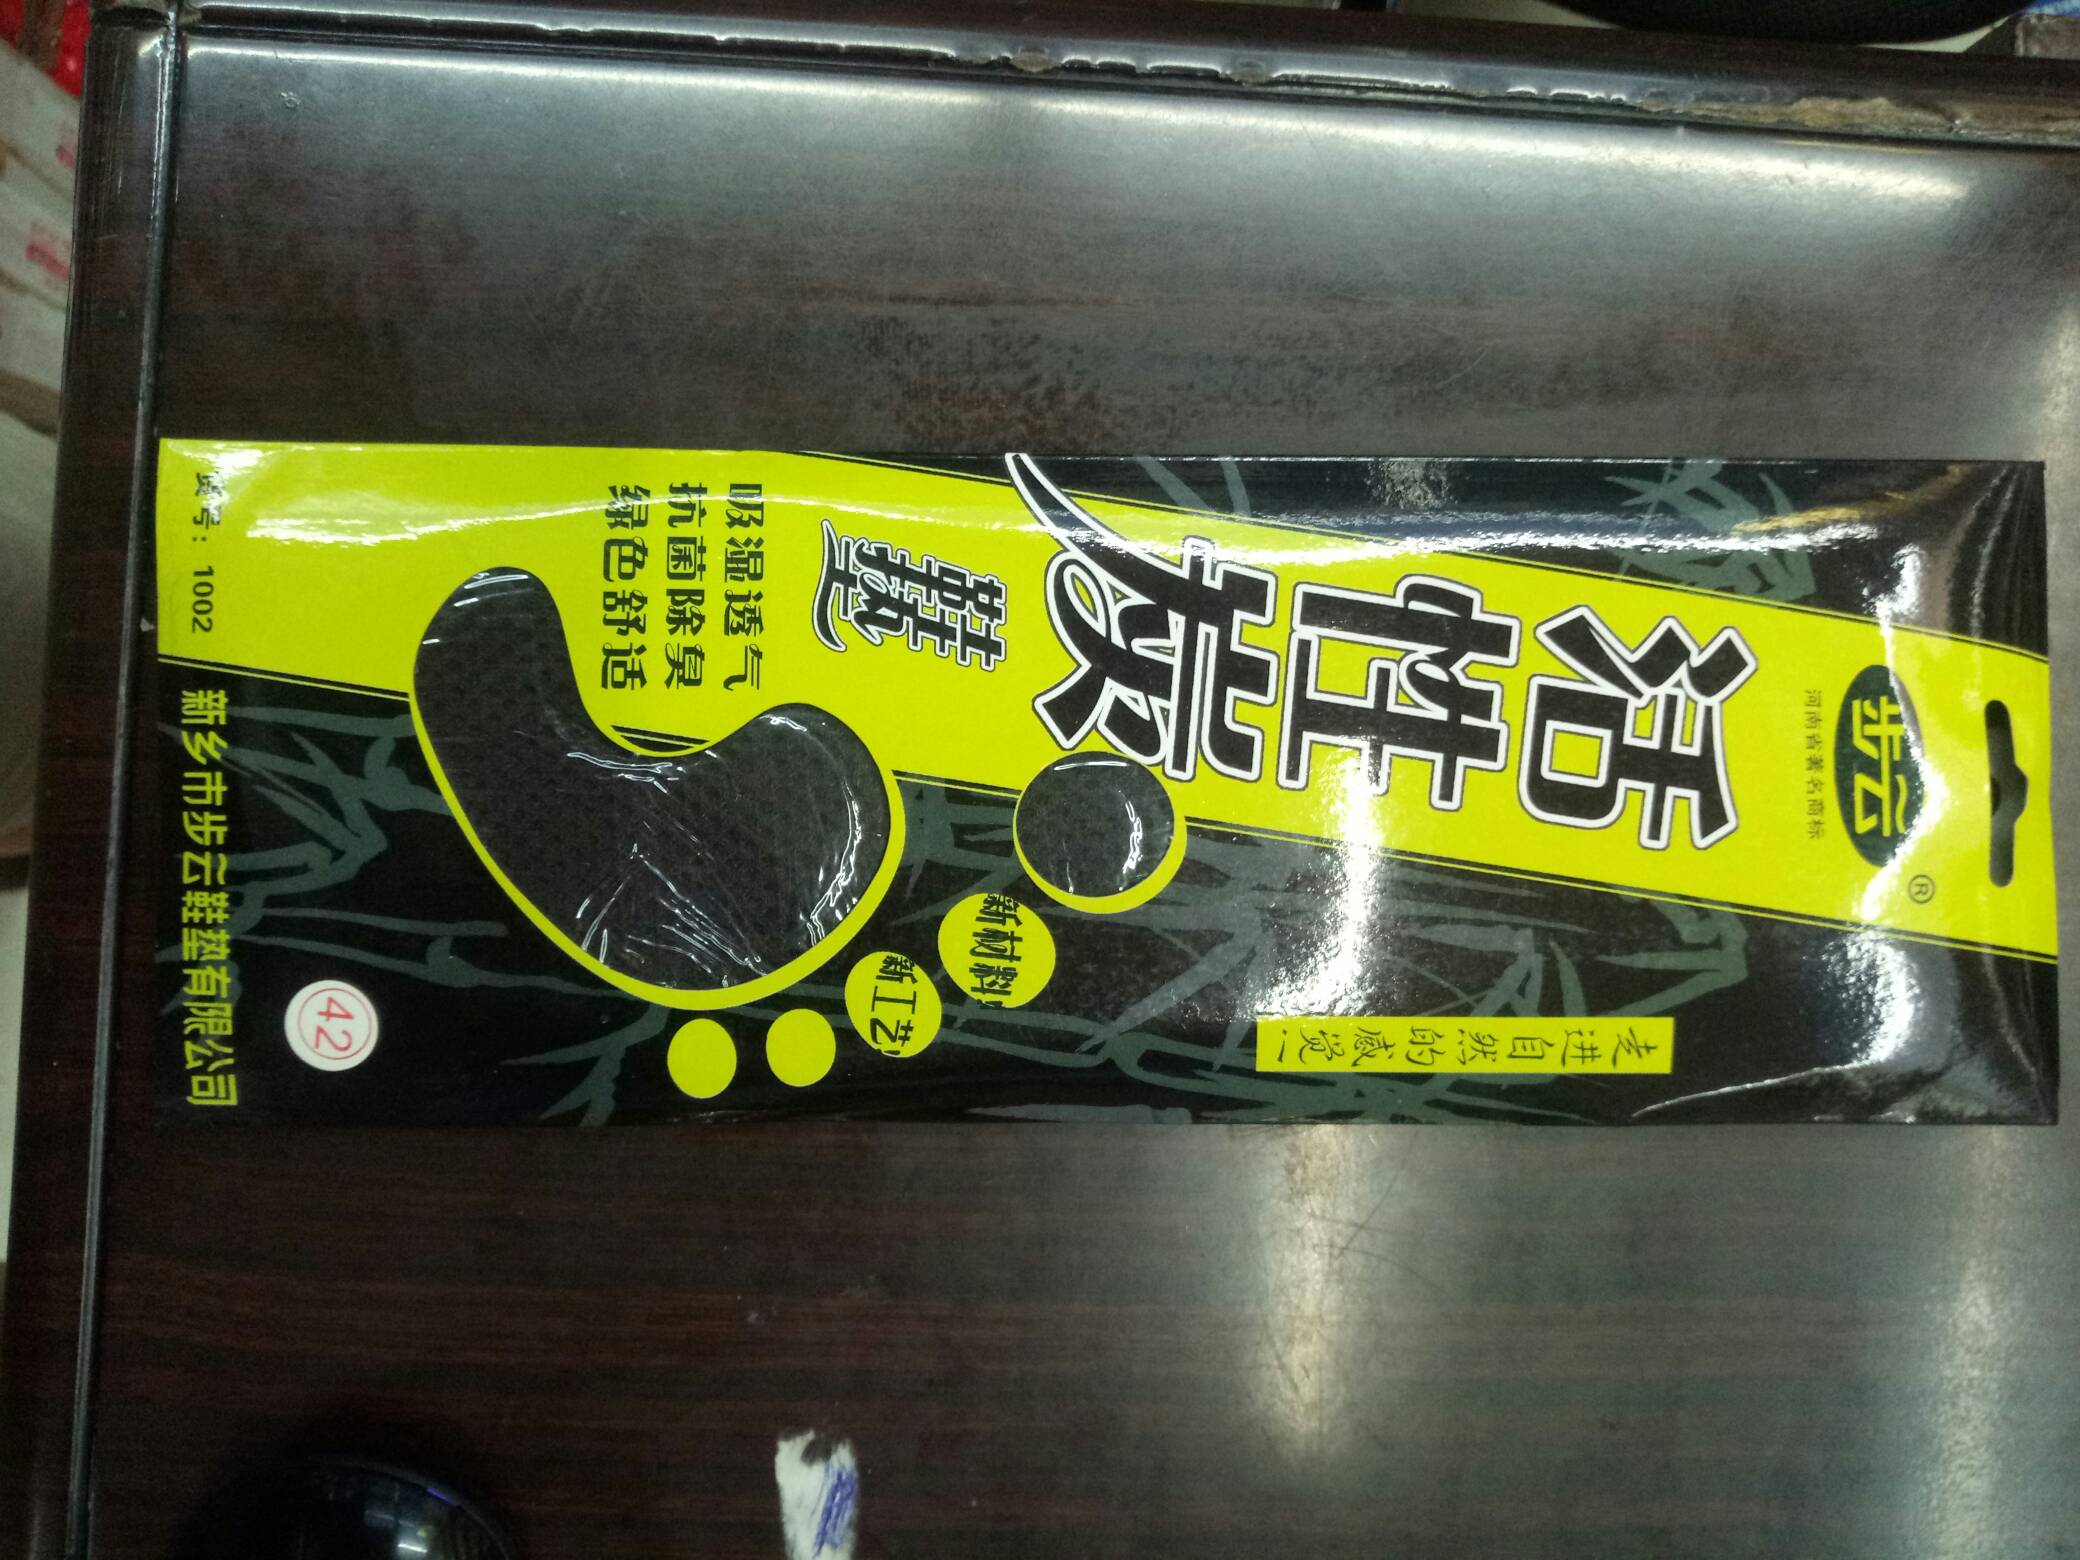 步云
®
河南省著名商标
活性炭
鞋垫
走进自然的感觉!
新材料
新工艺
吸湿透气
抗菌除臭
绿色舒适
42
货号：1002
新乡市步云鞋垫有限公司